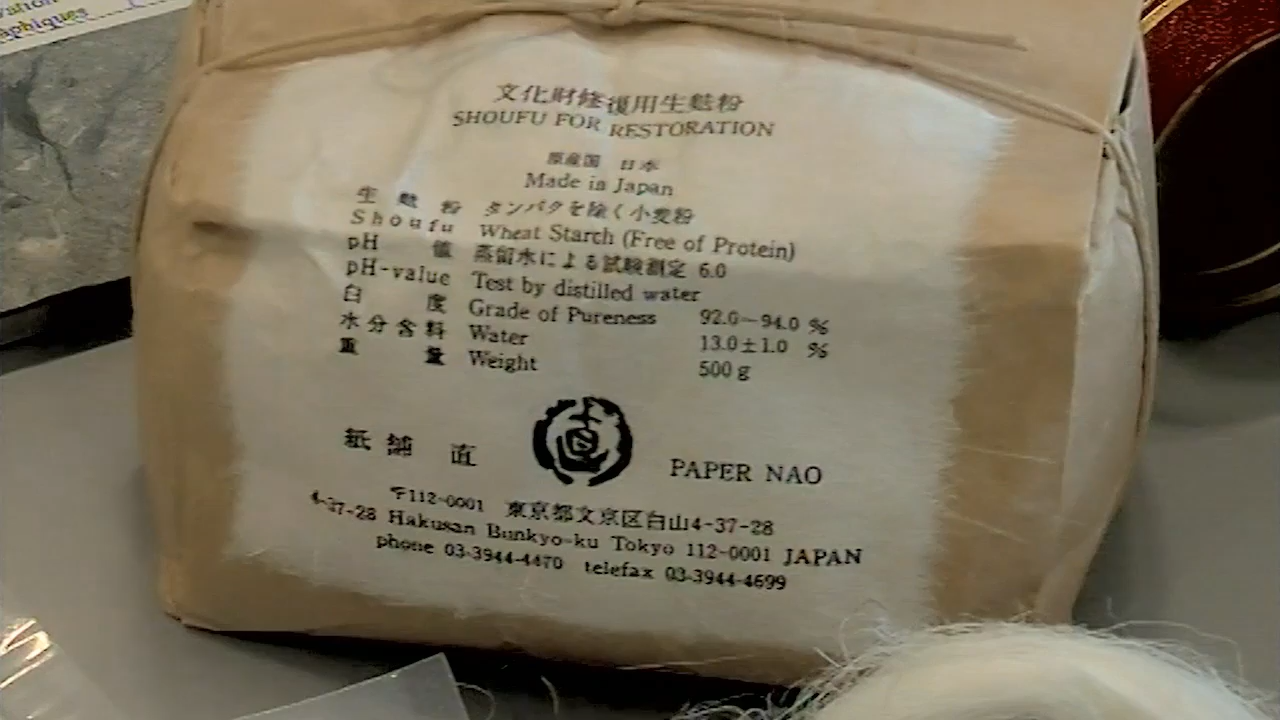 文化財修復用生麩粉
SHOUFU FOR RESTORATION
原産国 日本
Made in Japan
生麩粉 タンパクを除く小麦粉
Shoufu Wheat Starch (Free of Protein)
pH値 蒸留水による試験測定 6.0
pH-value Test by distilled water
白度 Grade of Pureness 92.0-94.0 %
水分含料 Water 13.0±1.0 %
重量 Weight 500 g
紙舗 直 PAPER NAO
〒112-0001 東京都文京区白山4-37-28
4-37-28 Hakusan Bunkyo-ku Tokyo 112-0001 JAPAN
phone 03-3944-4470 telefax 03-3944-4699